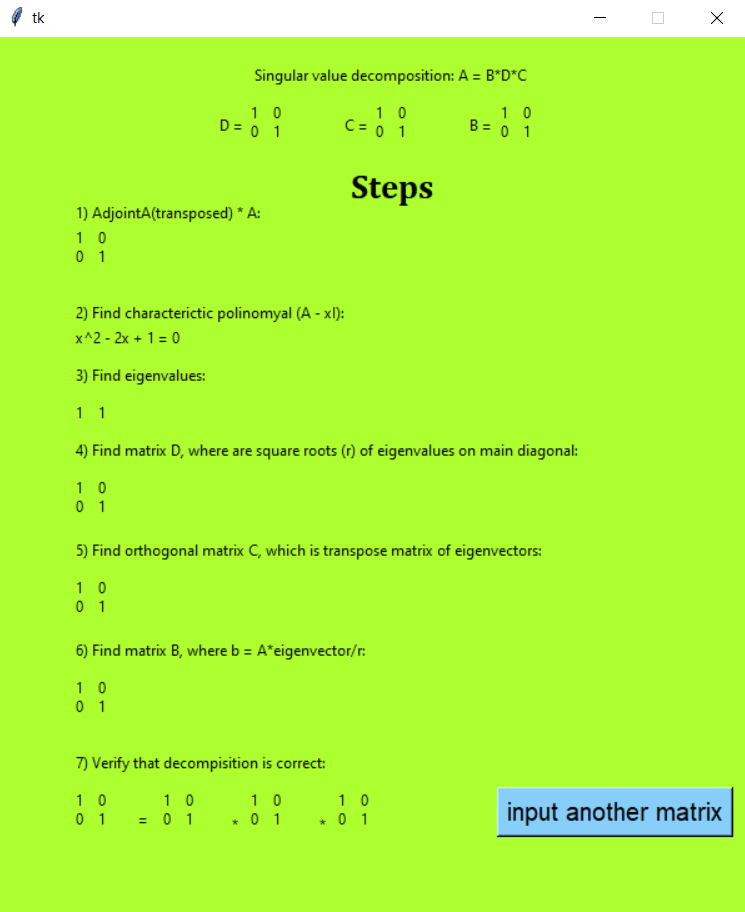 tk
Singular value decomposition: A = B*D*C
D = 1 0 C = 1 0 B = 1 0
0 1 0 1 0 1
Steps
1) AdjointA(transposed) * A:
1 0
0 1
2) Find charterictic polinomyal (A - xI):
x^2 - 2x + 1 = 0
3) Find eigenvalues:
1 1
4) Find matrix D, where are square roots (r) of eigenvalues on main diagonal:
1 0
0 1
5) Find orthogonal matrix C, which is transpose matrix of eigenvectors:
1 0
0 1
6) Find matrix B, where b = A*eigenvector/r:
1 0
0 1
7) Verify that decompisition is correct:
1 0 1 0 1 0 1 0
0 1 = 0 1 * 0 1 * 0 1
input another matrix